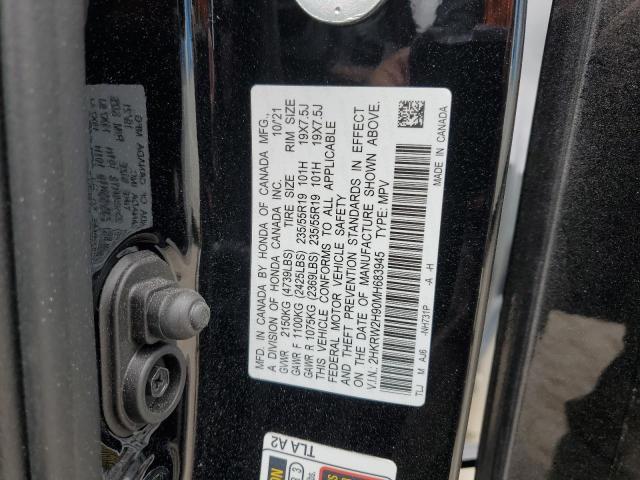 MFD. IN CANADA BY HONDA OF CANADA MFG.,
A DIVISION OF HONDA CANADA INC. 10/21
GVWR 2150KG (4739LBS) TIRE SIZE RIM SIZE
GAWR F 1100KG (2425LBS) 235/55R19 101H 19X7.5J
GAWR R 1075KG (2369LBS) 235/55R19 101H 19X7.5J
THIS VEHICLE CONFORMS TO ALL APPLICABLE
FEDERAL MOTOR VEHICLE SAFETY
AND THEFT PREVENTION STANDARDS IN EFFECT
ON THE DATE OF MANUFACTURE SHOWN ABOVE.
V.I.N.: 2HKRW2H90MH683945 TYPE: MPV
TLJ M AJ6 -NH731P -A -H MADE IN CANADA
TLA A2